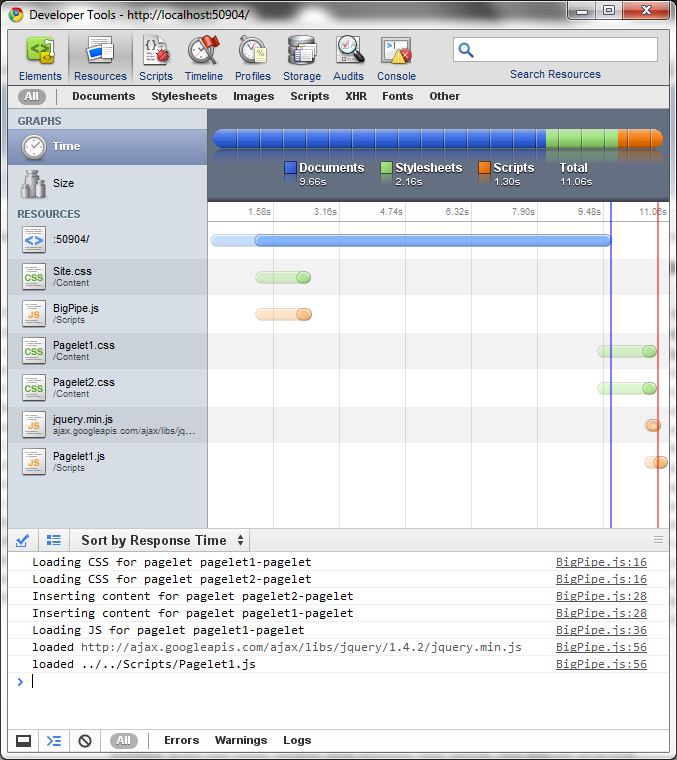 Developer Tools - http://localhost:50904/
Elements Resources Scripts Timeline Profiles Storage Audits Console
Search Resources
All Documents Stylesheets Images Scripts XHR Fonts Other
GRAPHS
Time
Size
Documents Stylesheets Scripts Total
9.66s 2.16s 1.30s 11.06s
RESOURCES
1.58s 3.16s 4.74s 6.32s 7.90s 9.48s 11.06s
<> :50904/
CSS Site.css
/Content
JS BigPipe.js
/Scripts
CSS Pagelet1.css
/Content
CSS Pagelet2.css
/Content
JS jquery.min.js
ajax.googleapis.com/ajax/libs/jq...
JS Pagelet1.js
/Scripts
Sort by Response Time
Loading CSS for pagelet pagelet1-pagelet BigPipe.js:16
Loading CSS for pagelet pagelet2-pagelet BigPipe.js:16
Inserting content for pagelet pagelet2-pagelet BigPipe.js:28
Inserting content for pagelet pagelet1-pagelet BigPipe.js:28
Loading JS for pagelet pagelet1-pagelet BigPipe.js:36
loaded http://ajax.googleapis.com/ajax/libs/jquery/1.4.2/jquery.min.js BigPipe.js:56
loaded ../../Scripts/Pagelet1.js BigPipe.js:56
>
All Errors Warnings Logs